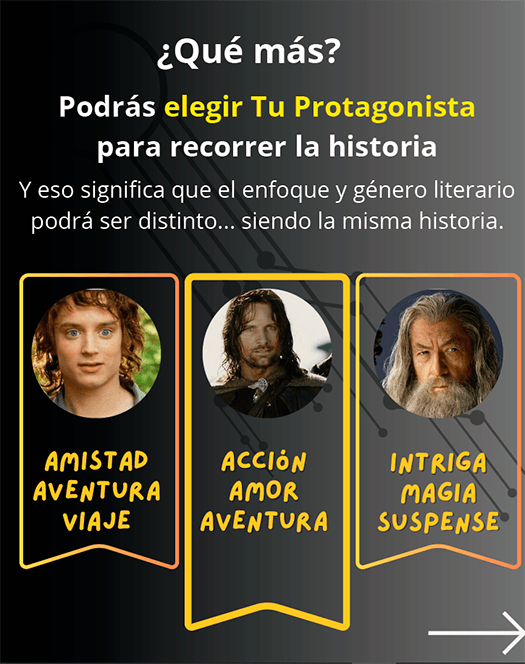 ¿Qué más?
Podrás elegir Tu Protagonista
para recorrer la historia
Y eso significa que el enfoque y género literario
podrá ser distinto... siendo la misma historia.
AMISTAD
AVENTURA
VIAJE
ACCIÓN
AMOR
AVENTURA
INTRIGA
MAGIA
SUSPENSE